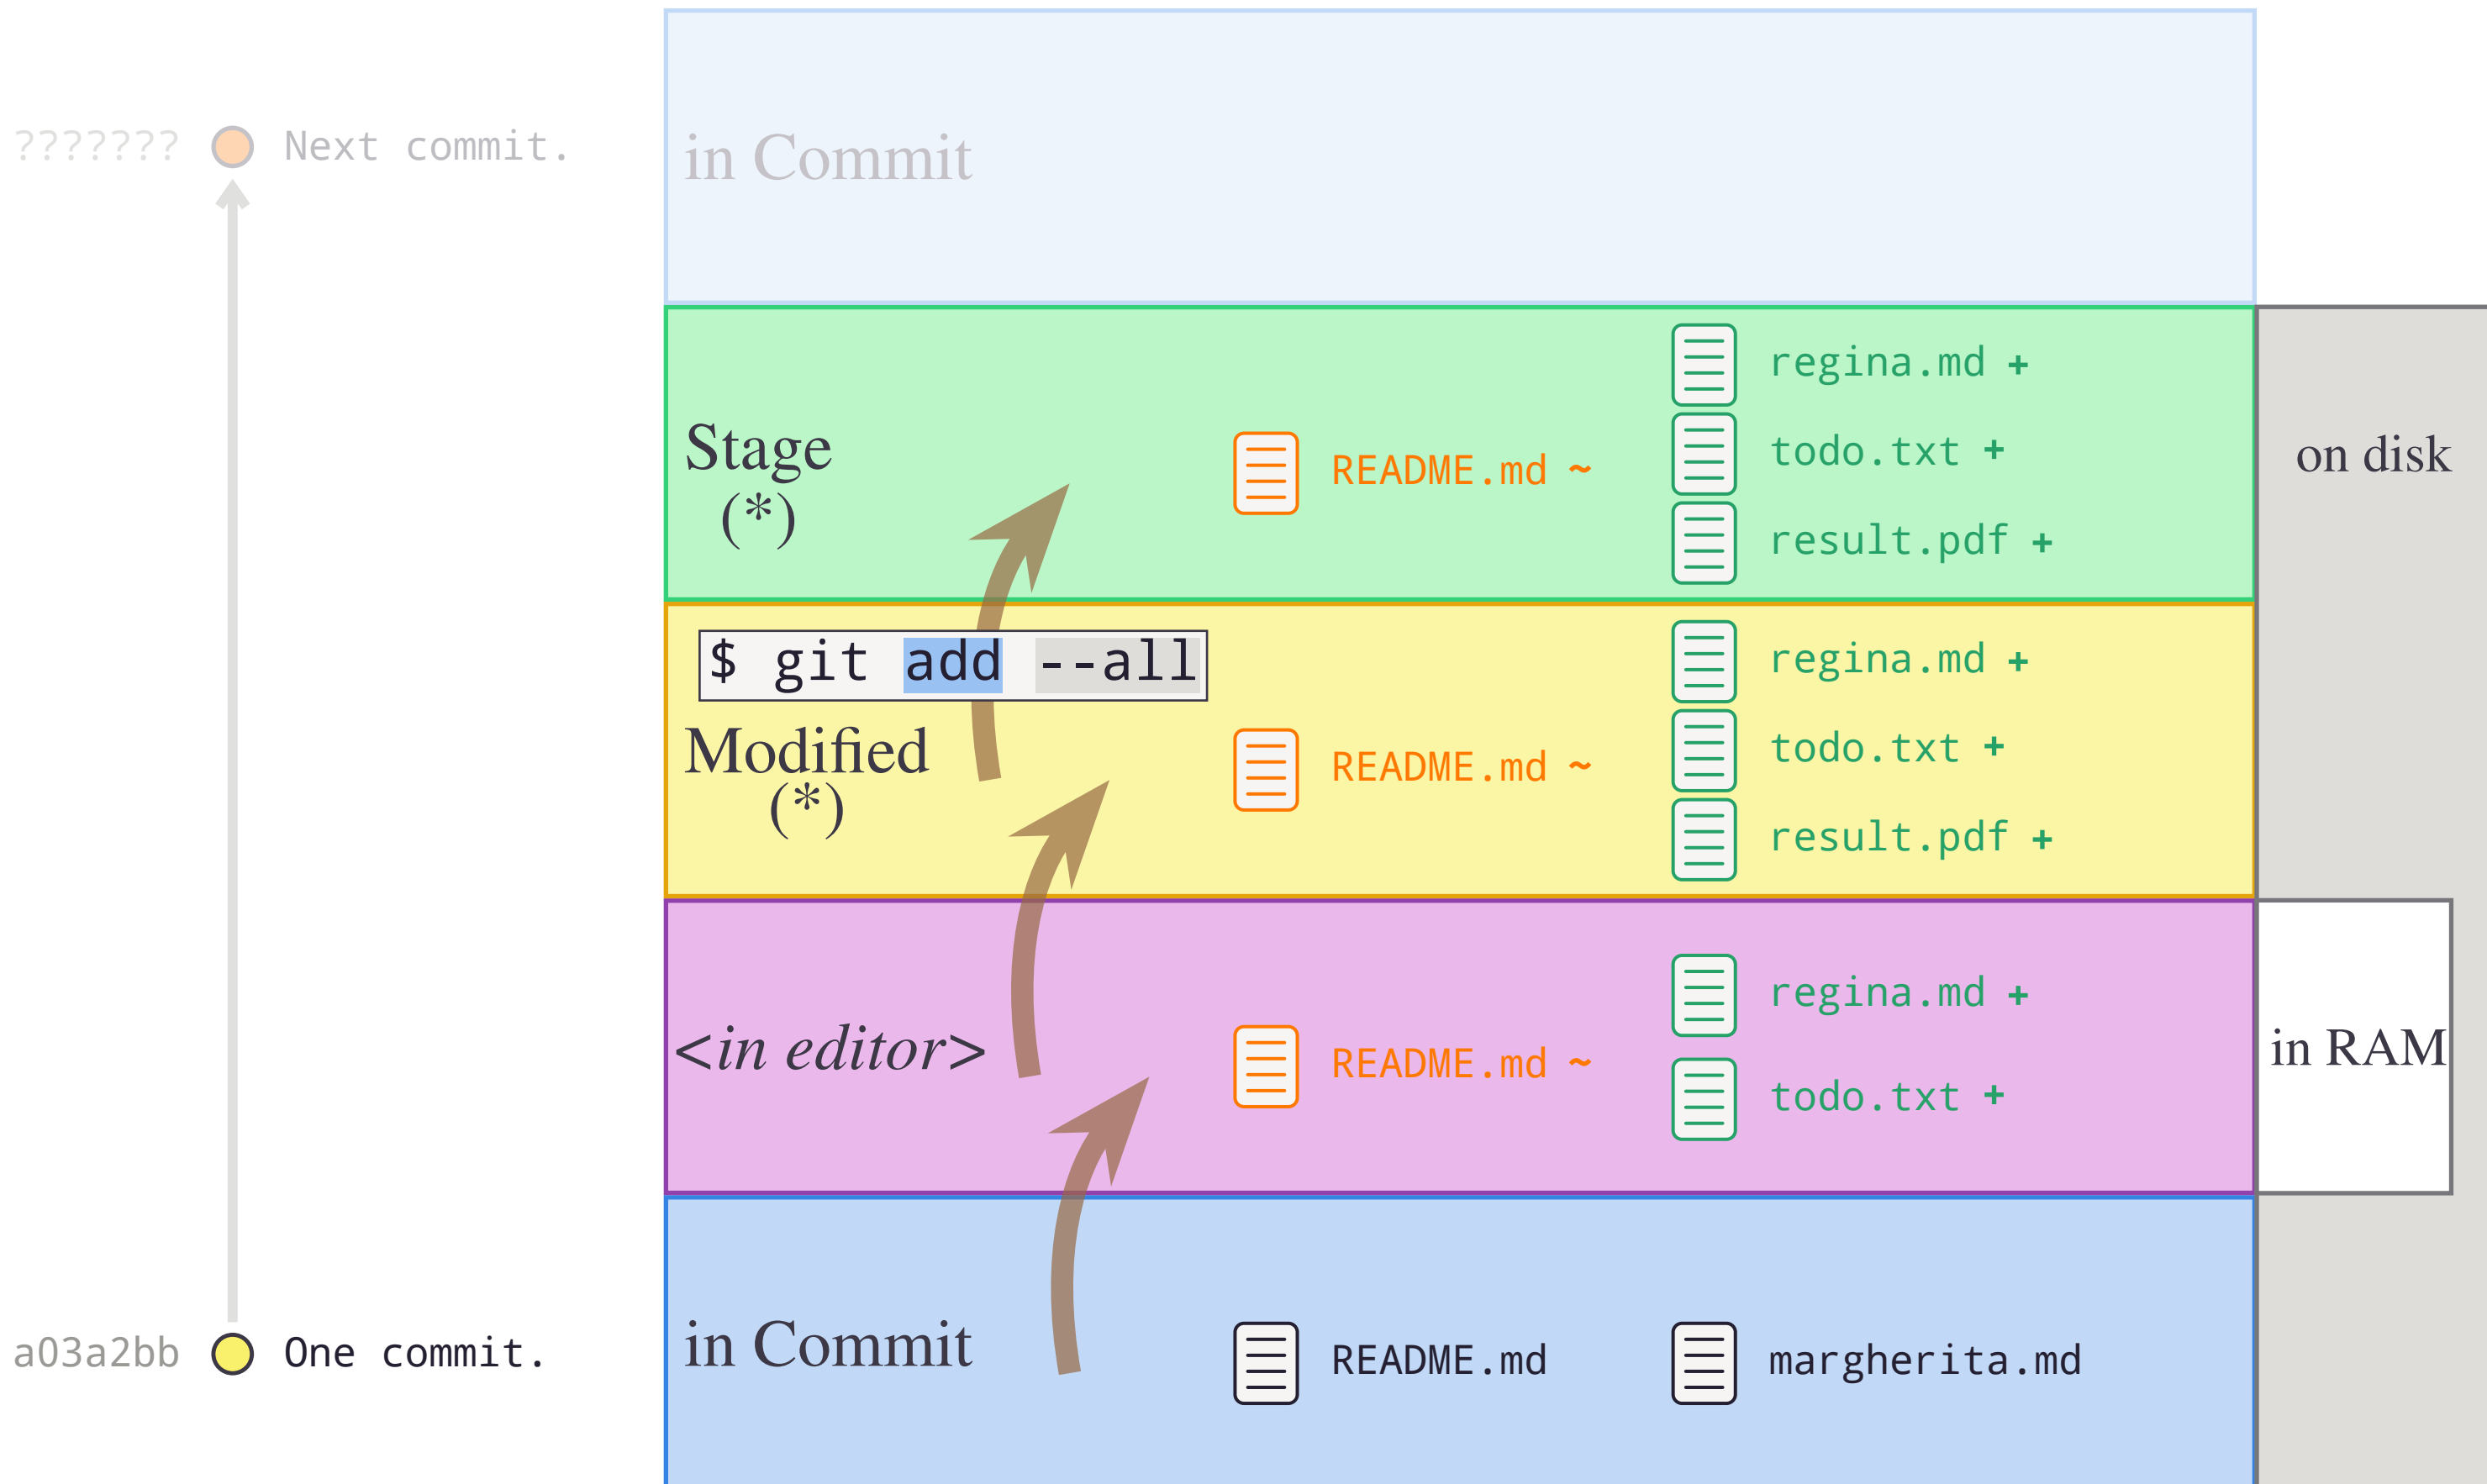 ??????? Next commit.
in Commit
Stage
(*)
README.md ~
regina.md +
todo.txt +
result.pdf +
on disk
$ git add --all
Modified
(*)
README.md ~
regina.md +
todo.txt +
result.pdf +
<in editor>
README.md ~
regina.md +
todo.txt +
in RAM
a03a2bb One commit.
in Commit
README.md
margherita.md